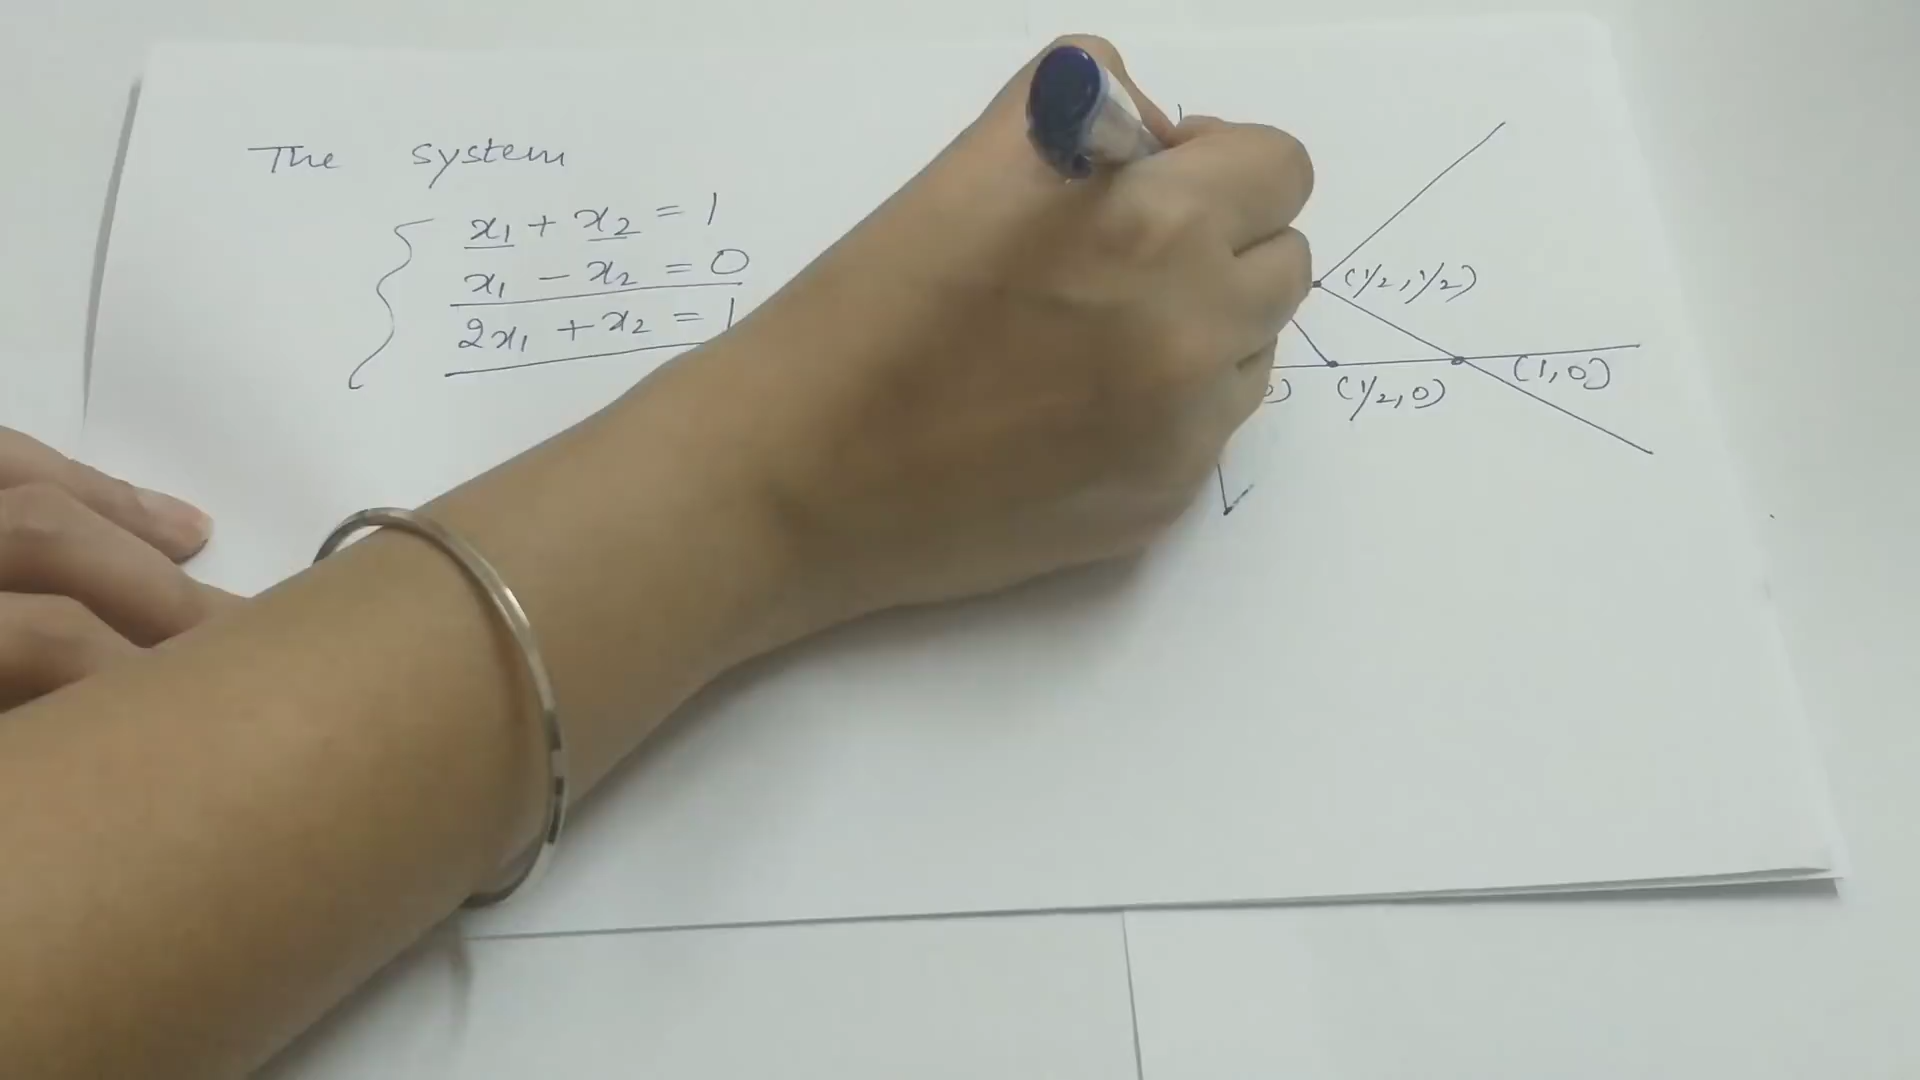 The system
x₁ + x₂ = 1
x₁ − x₂ = 0
2x₁ + x₂ = 1
(1/2, 1/2)
(1/2, 0)
(1, 0)